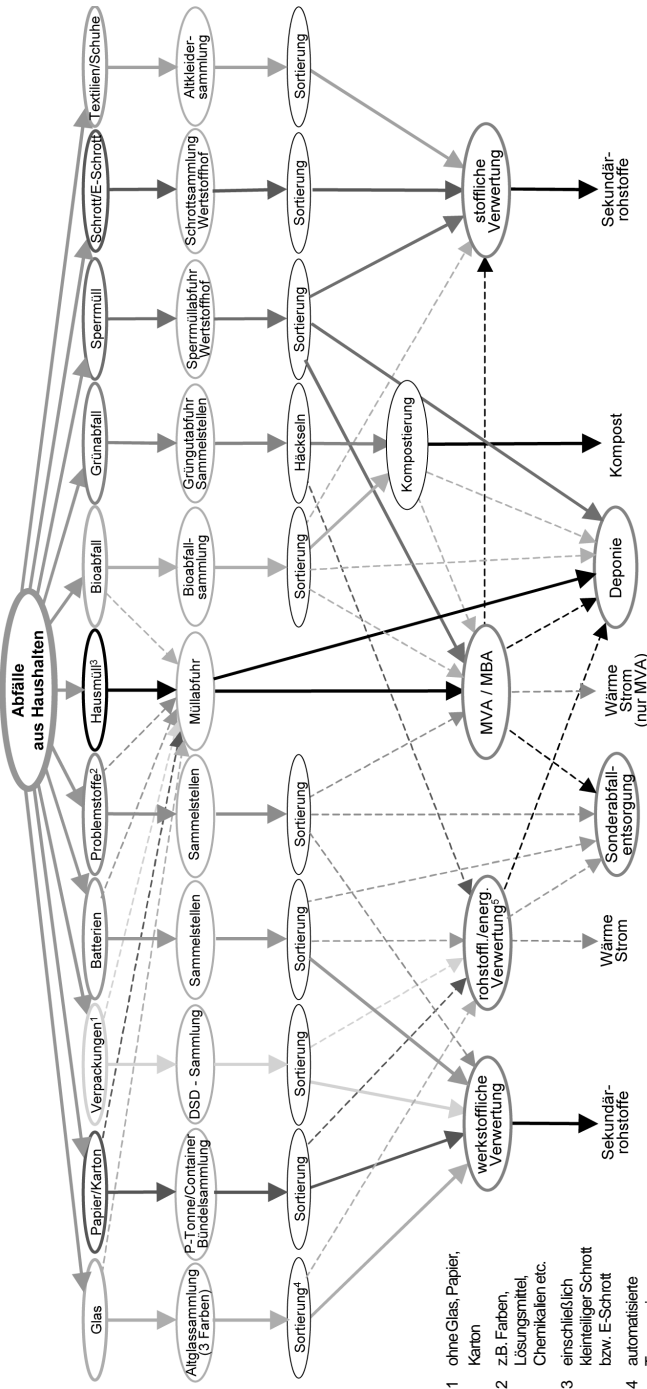 Abfälle
aus Haushalten
Glas
Papier/Karton
Verpackungen1
Batterien
Problemstoffe2
Hausmüll3
Bioabfall
Grünabfall
Sperrmüll
Schrott/E-Schrott
Textilien/Schuhe
Altglassammlung
(3 Farben)
P-Tonne/Container
Bündelsammlung
DSD - Sammlung
Sammelstellen
Sammelstellen
Müllabfuhr
Bioabfall-
sammlung
Grüngutabfuhr
Sammelstellen
Sperrmüllabfuhr
Wertstoffhof
Schrottsammlung
Wertstoffhof
Altkleider-
sammlung
Sortierung4
Sortierung
Sortierung
Sortierung
Sortierung
Sortierung
Häckseln
Sortierung
Sortierung
Sortierung
Kompostierung
werkstoffliche
Verwertung
rohstoffl./energ.
Verwertung5
MVA / MBA
stoffliche
Verwertung
Sonderabfall-
entsorgung
Deponie
Sekundär-
rohstoffe
Wärme
Strom
Wärme
Strom
(nur MVA)
Kompost
Sekundär-
rohstoffe
1 ohne Glas, Papier,
Karton
2 z.B. Farben,
Lösungsmittel,
Chemikalien etc.
3 einschließlich
kleinteiliger Schrott
bzw. E-Schrott
4 automatisierte